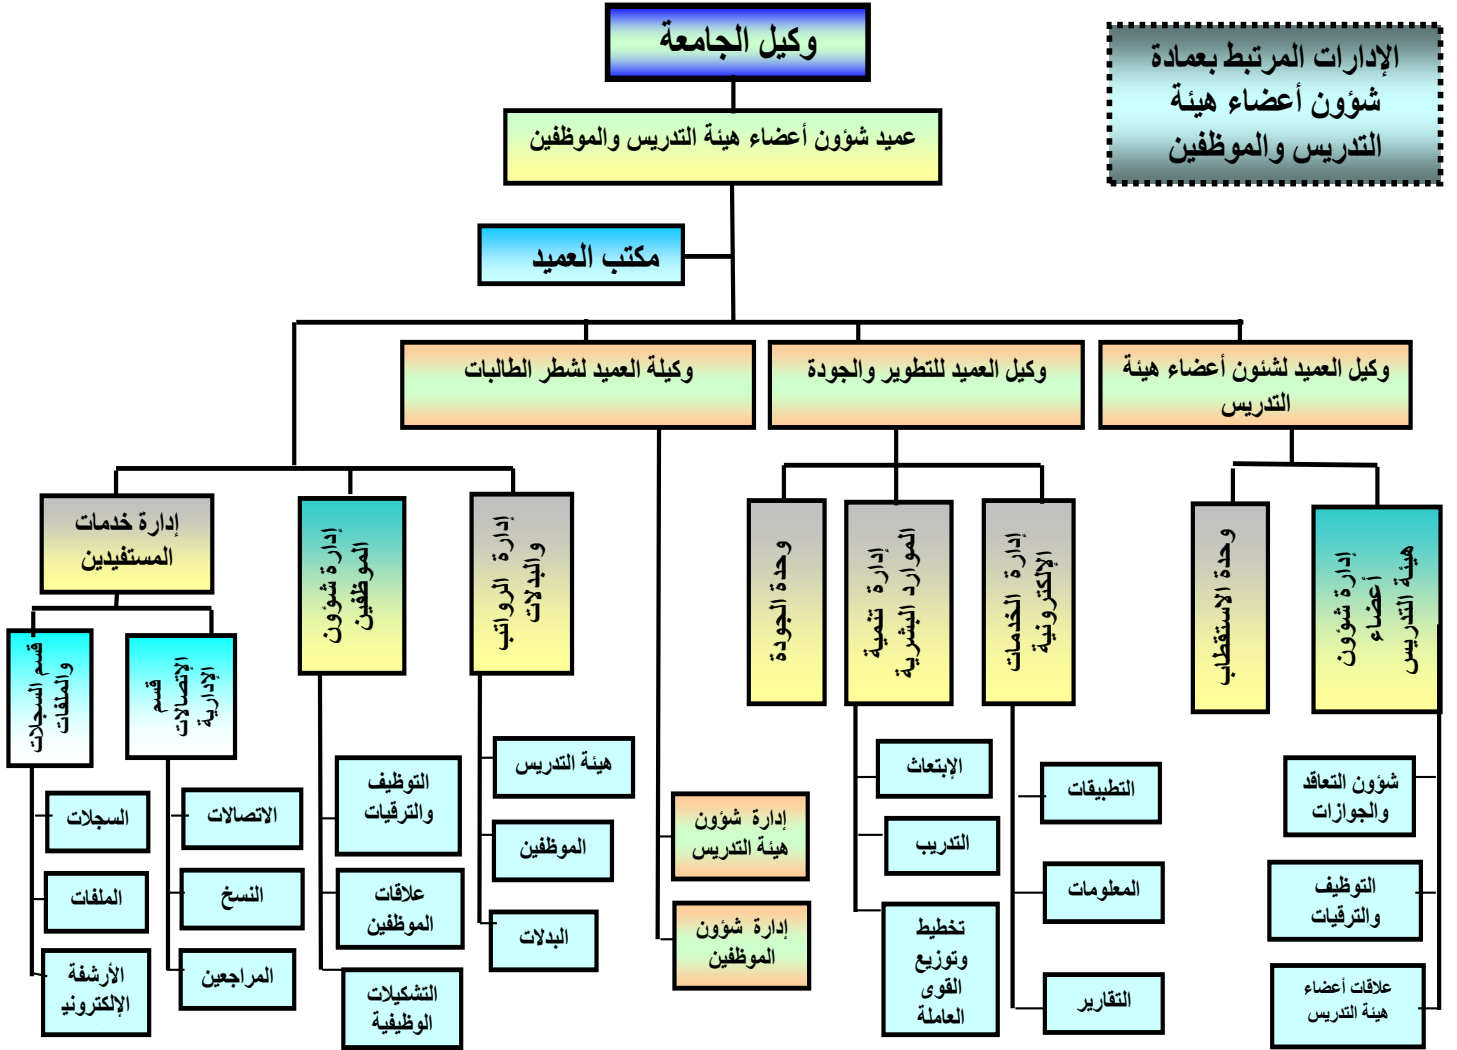 وكيل الجامعة
الإدارات المرتبط بعمادة
شؤون أعضاء هيئة
التدريس والموظفين
عميد شؤون أعضاء هيئة التدريس والموظفين
مكتب العميد
وكيل العميد لشئون أعضاء هيئة
التدريس
وكيل العميد للتطوير والجودة
وكيلة العميد لشطر الطالبات
إدارة شؤون
أعضاء
هيئة التدريس
وحدة الاستقطاب
إدارة الخدمات
الإلكترونية
إدارة تنمية
الموارد البشرية
وحدة الجودة
إدارة الرواتب
والبدلات
إدارة شؤون
الموظفين
إدارة خدمات
المستفيدين
قسم
الإتصالات
الإدارية
قسم السجلات
والملفات
شؤون التعاقد
والجوازات
التوظيف
والترقيات
علاقات أعضاء
هيئة التدريس
التطبيقات
المعلومات
التقارير
الإبتعاث
التدريب
تخطيط
وتوزيع
القوى
العاملة
إدارة شؤون
هيئة التدريس
إدارة شؤون
الموظفين
هيئة التدريس
الموظفين
البدلات
التوظيف
والترقيات
علاقات
الموظفين
التشكيلات
الوظيفية
الاتصالات
النسخ
المراجعين
السجلات
الملفات
الأرشفة
الإلكترونيـ